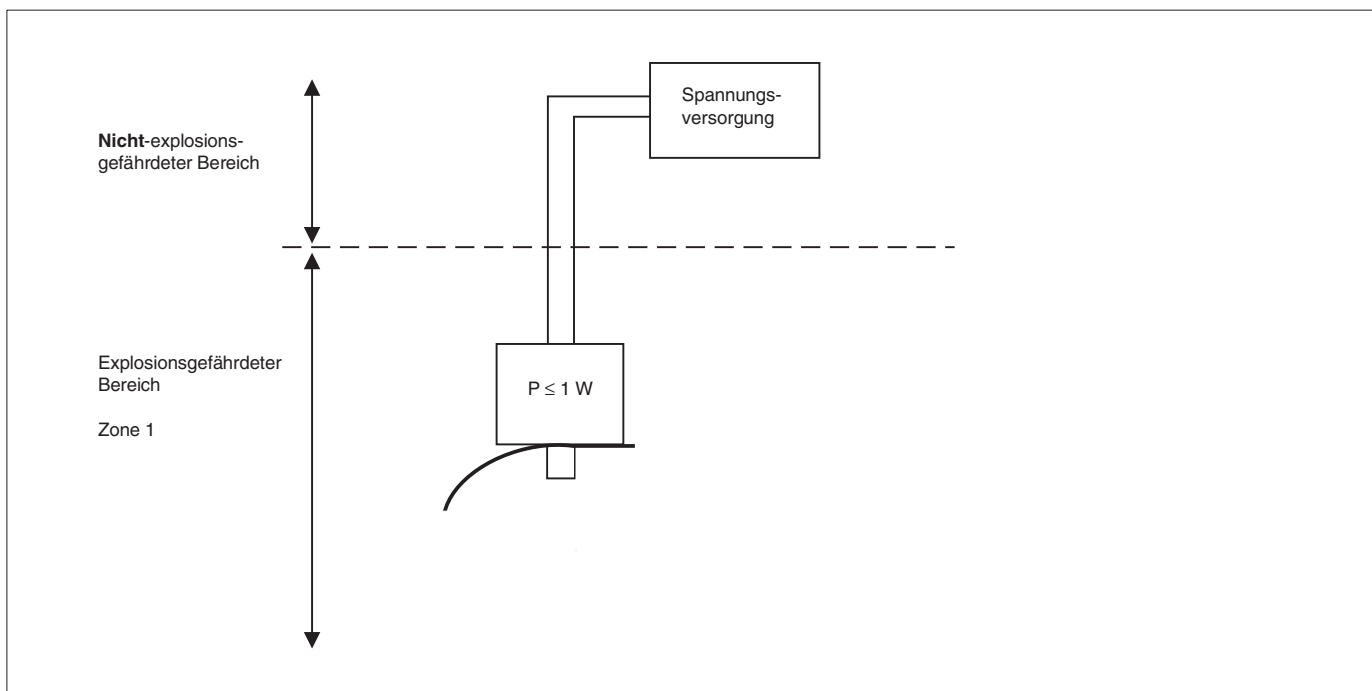 Spannungs-
versorgung
Nicht-explosions-
gefährdeter Bereich
Explosionsgefährdeter
Bereich
Zone 1
P ≤ 1 W